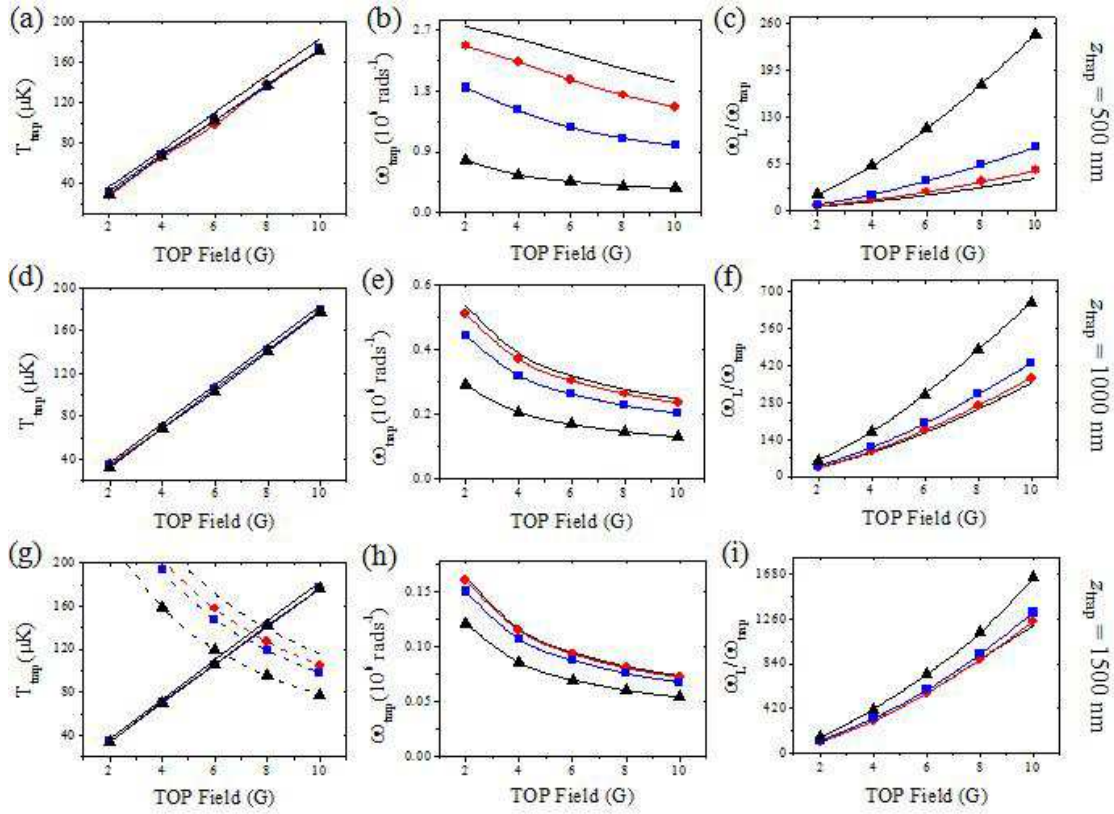 (a)
200
160
120
80
40
T_trap (μK)
2 4 6 8 10
TOP Field (G)
(b)
2.7
1.8
0.9
0.0
ω_trap (10⁶ rads⁻¹)
2 4 6 8 10
TOP Field (G)
(c)
260
195
130
65
0
ω_L/ω_trap
2 4 6 8 10
TOP Field (G)
z_trap = 500 nm
(d)
200
160
120
80
40
T_trap (μK)
2 4 6 8 10
TOP Field (G)
(e)
0.6
0.4
0.2
0.0
ω_trap (10⁶ rads⁻¹)
2 4 6 8 10
TOP Field (G)
(f)
700
560
420
280
140
0
ω_L/ω_trap
2 4 6 8 10
TOP Field (G)
z_trap = 1000 nm
(g)
200
160
120
80
40
T_trap (μK)
2 4 6 8 10
TOP Field (G)
(h)
0.15
0.10
0.05
0.00
ω_trap (10⁶ rads⁻¹)
2 4 6 8 10
TOP Field (G)
(i)
1680
1260
840
420
0
ω_L/ω_trap
2 4 6 8 10
TOP Field (G)
z_trap = 1500 nm